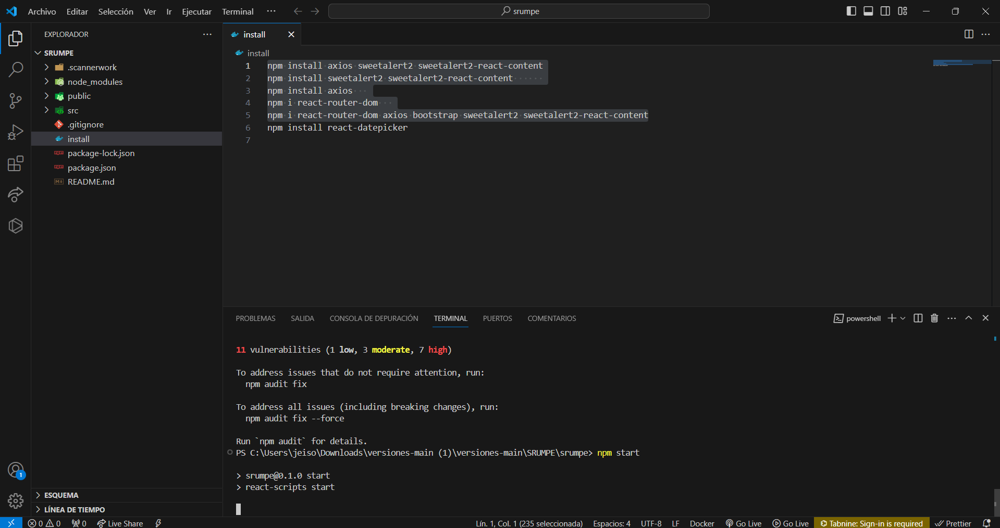 Archivo Editar Selección Ver Ir Ejecutar Terminal ··· srumpe
EXPLORADOR
SRUMPE
.scannerwork
node_modules
public
src
.gitignore
install
package-lock.json
package.json
README.md
ESQUEMA
LÍNEA DE TIEMPO
install
install
1 npm install axios sweetalert2 sweetalert2-react-content
2 npm install sweetalert2 sweetalert2-react-content
3 npm install axios
4 npm i react-router-dom
5 npm i react-router-dom axios bootstrap sweetalert2 sweetalert2-react-content
6 npm install react-datepicker
7
PROBLEMAS SALIDA CONSOLA DE DEPURACIÓN TERMINAL PUERTOS COMENTARIOS powershell
11 vulnerabilities (1 low, 3 moderate, 7 high)
To address issues that do not require attention, run:
npm audit fix
To address all issues (including breaking changes), run:
npm audit fix --force
Run `npm audit` for details.
PS C:\Users\jeiso\Downloads\versiones-main (1)\versiones-main\SRUMPE\srumpe> npm start
> srumpe@0.1.0 start
> react-scripts start
1
0 0 0 Live Share Lín. 1, Col. 1 (235 seleccionada) Espacios: 4 UTF-8 LF Docker Go Live Go Live Tabnine: Sign-in is required Prettier